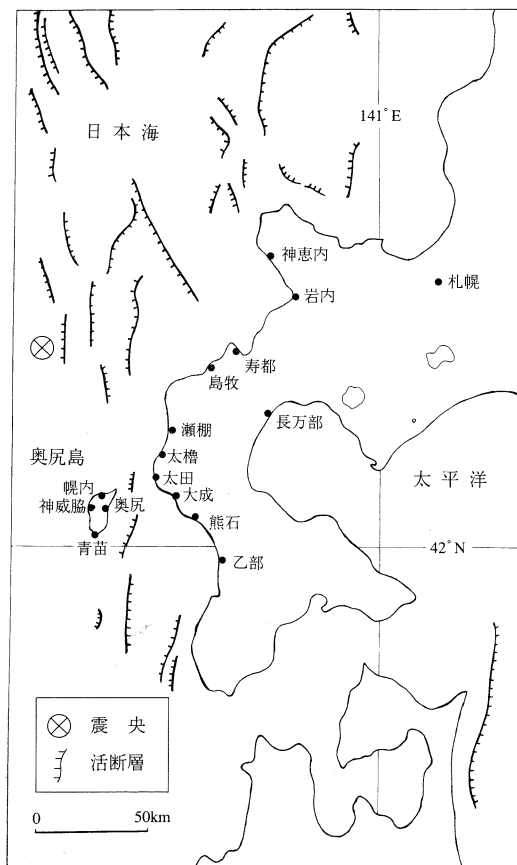 141°E
日本海
神恵内
札幌
岩内
寿都
島牧
長万部
瀬棚
奥尻島
太櫓
太田
太平洋
幌内
大成
神威脇
奥尻
熊石
青苗
42°N
乙部
震央
活断層
0 50km